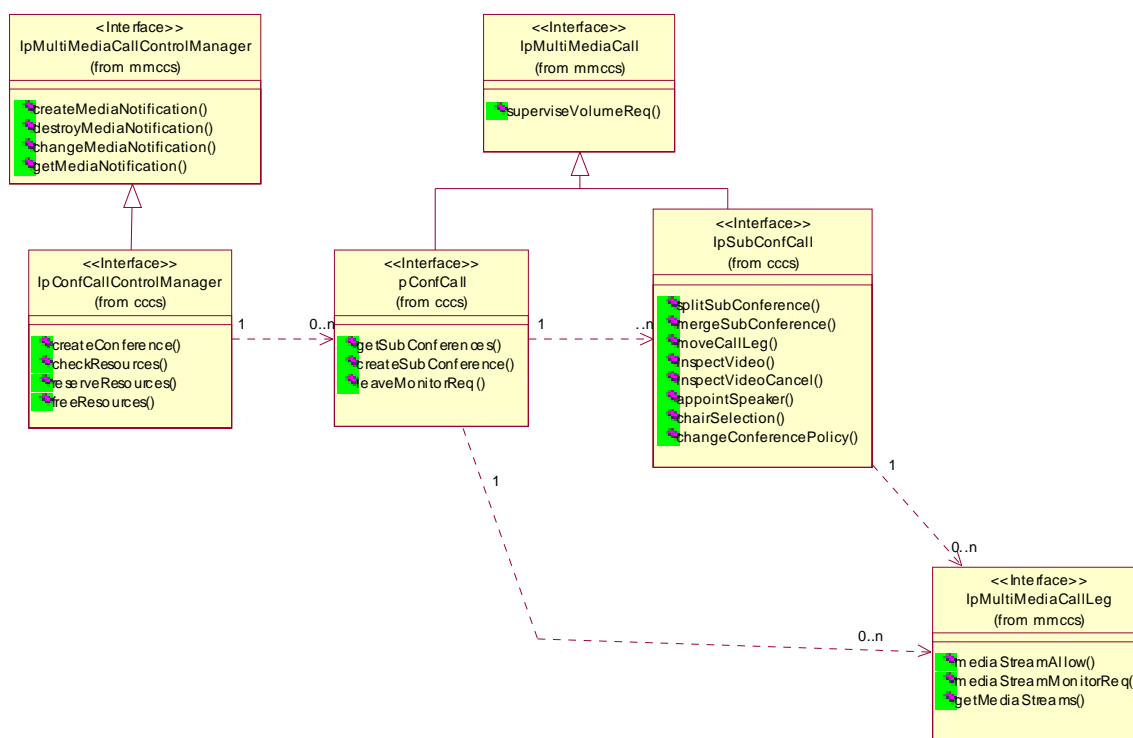 <Interface>>
IpMultiMediaCallControlManager
(from mmccs)
createMediaNotification()
destroyMediaNotification()
changeMediaNotification()
getMediaNotification()
<<Interface>>
IpMultiMediaCall
(from mmccs)
superviseVolumeReq()
<<Interface>>
IpConfCallControlManager
(from cccs)
createConference()
checkResources()
reserveResources()
freeResources()
1
0..n
<<Interface>>
pConfCall
(from cccs)
getSubConferences()
createSubConference()
leaveMonitorReq()
1
..n
<<Interface>>
IpSubConfCall
(from cccs)
splitSubConference()
mergeSubConference()
moveCallLeg()
inspectVideo()
inspectVideoCancel()
appointSpeaker()
chairSelection()
changeConferencePolicy()
1
0..n
1
0..n
<<Interface>>
IpMultiMediaCallLeg
(from mmccs)
mediaStreamAllow()
mediaStreamMonitorReq(
getMediaStreams()